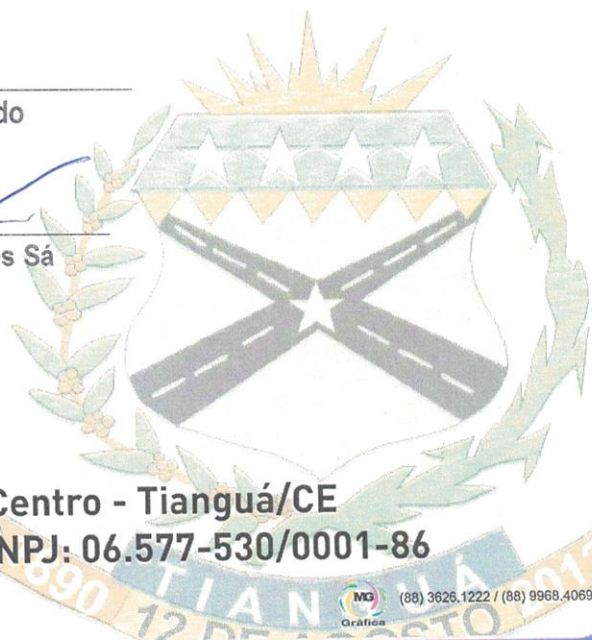 do
s Sá
Centro - Tianguá/CE
NPJ: 06.577-530/0001-86
890 TIANGUÁ 201
12 DE AGOSTO
MG
Gráfica
(88) 3626.1222 / (88) 9968.4069